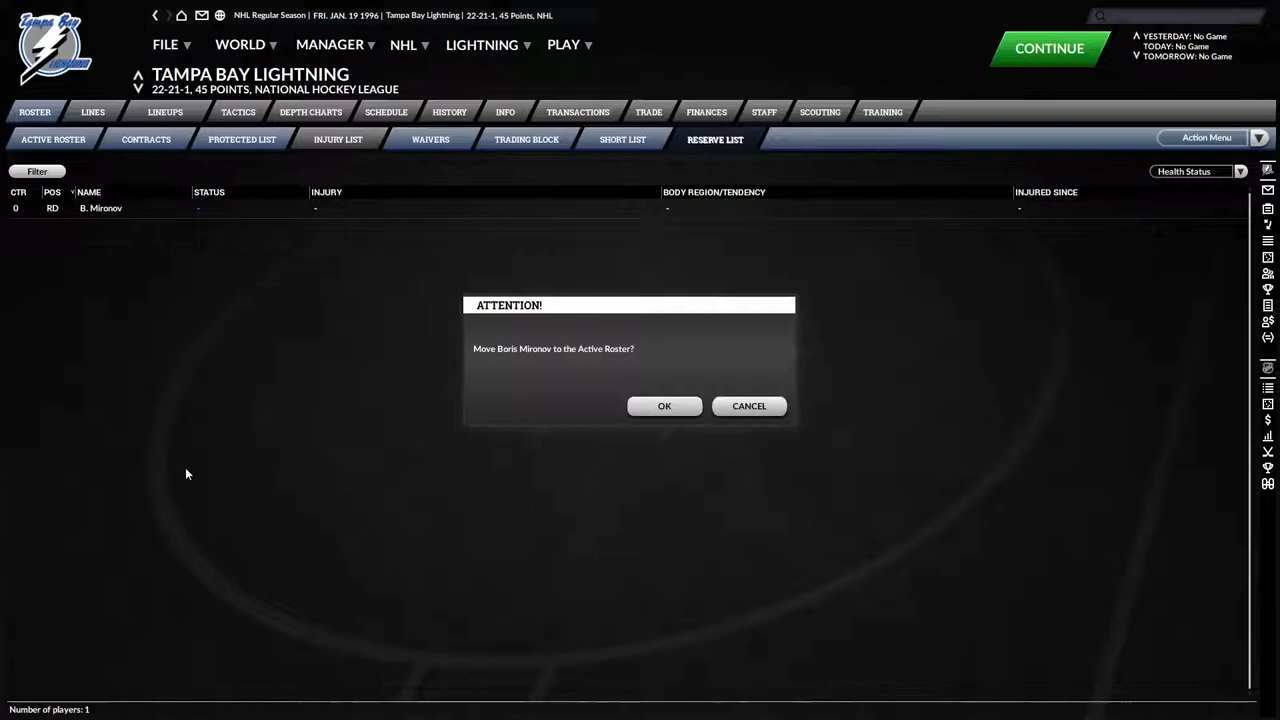 Tampa Bay
LIGHTNING
NHL Regular Season | FRI. JAN. 19 1996 | Tampa Bay Lightning | 22-21-1, 45 Points, NHL
FILE WORLD MANAGER NHL LIGHTNING PLAY
CONTINUE
YESTERDAY: No Game
TODAY: No Game
TOMORROW: No Game
TAMPA BAY LIGHTNING
22-21-1, 45 POINTS, NATIONAL HOCKEY LEAGUE
ROSTER LINES LINEUPS TACTICS DEPTH CHARTS SCHEDULE HISTORY INFO TRANSACTIONS TRADE FINANCES STAFF SCOUTING TRAINING
ACTIVE ROSTER CONTRACTS PROTECTED LIST INJURY LIST WAIVERS TRADING BLOCK SHORT LIST RESERVE LIST Action Menu
Filter Health Status
CTR POS NAME STATUS INJURY BODY REGION/TENDENCY INJURED SINCE
0 RD B. Mironov - - - -
ATTENTION!
Move Boris Mironov to the Active Roster?
OK CANCEL
Number of players: 1